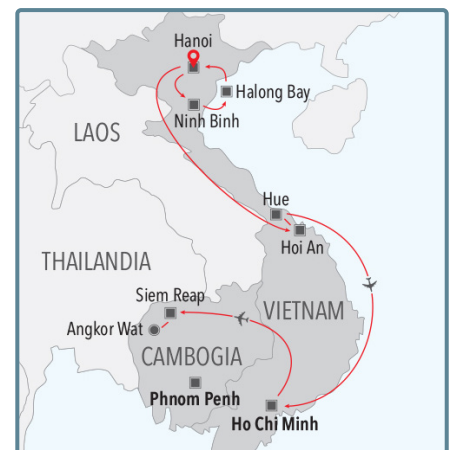 Hanoi
Halong Bay
Ninh Binh
LAOS
Hue
Hoi An
THAILANDIA
Siem Reap
VIETNAM
Angkor Wat
CAMBOGIA
Phnom Penh
Ho Chi Minh